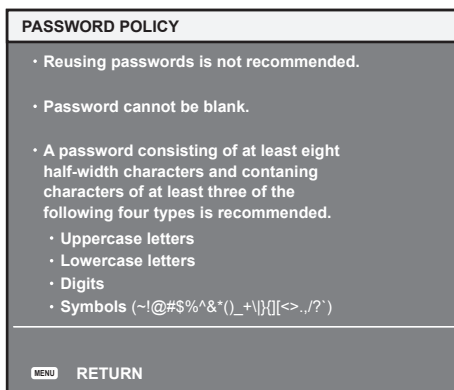 PASSWORD POLICY
• Reusing passwords is not recommended.
• Password cannot be blank.
• A password consisting of at least eight
half-width characters and contaning
characters of at least three of the
following four types is recommended.
• Uppercase letters
• Lowercase letters
• Digits
• Symbols (~!@#$%^&*()_+\|}{][<>.,/?`)
MENU RETURN